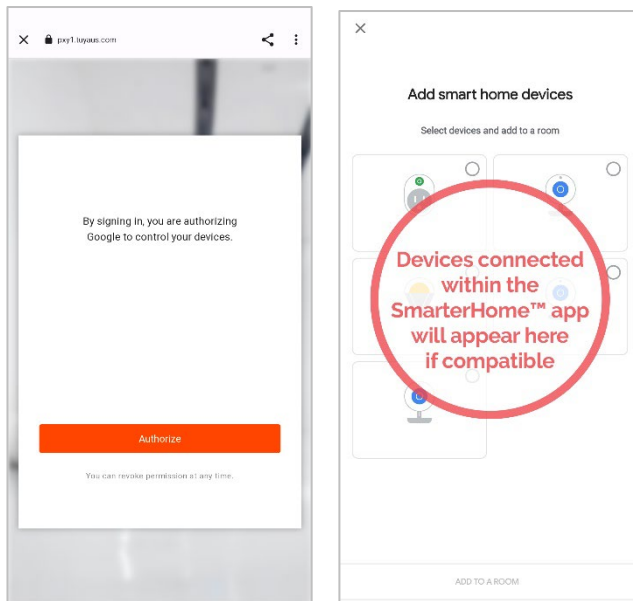 pxy1.tuyaus.com
By signing in, you are authorizing
Google to control your devices.
Authorize
You can revoke permission at any time.
Add smart home devices
Select devices and add to a room
Devices connected
within the
SmarterHome™ app
will appear here
if compatible
ADD TO A ROOM